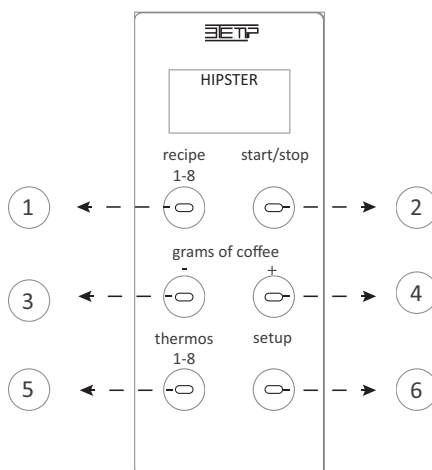 3ETP
HIPSTER
recipe
1-8
start/stop
1
2
grams of coffee
- +
3
4
thermos
1-8
setup
5
6